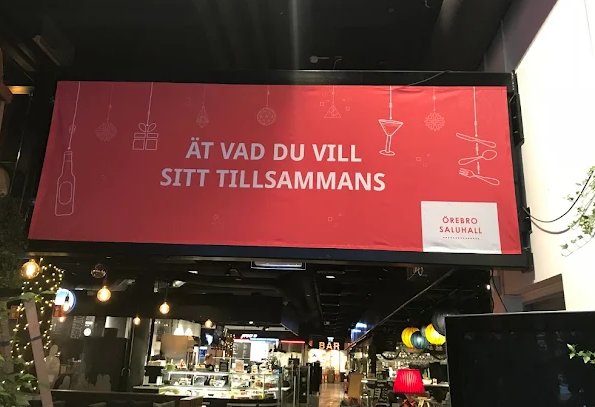 ÄT VAD DU VILL
SITT TILLSAMMANS
ÖREBRO
SALUHALL
BAR